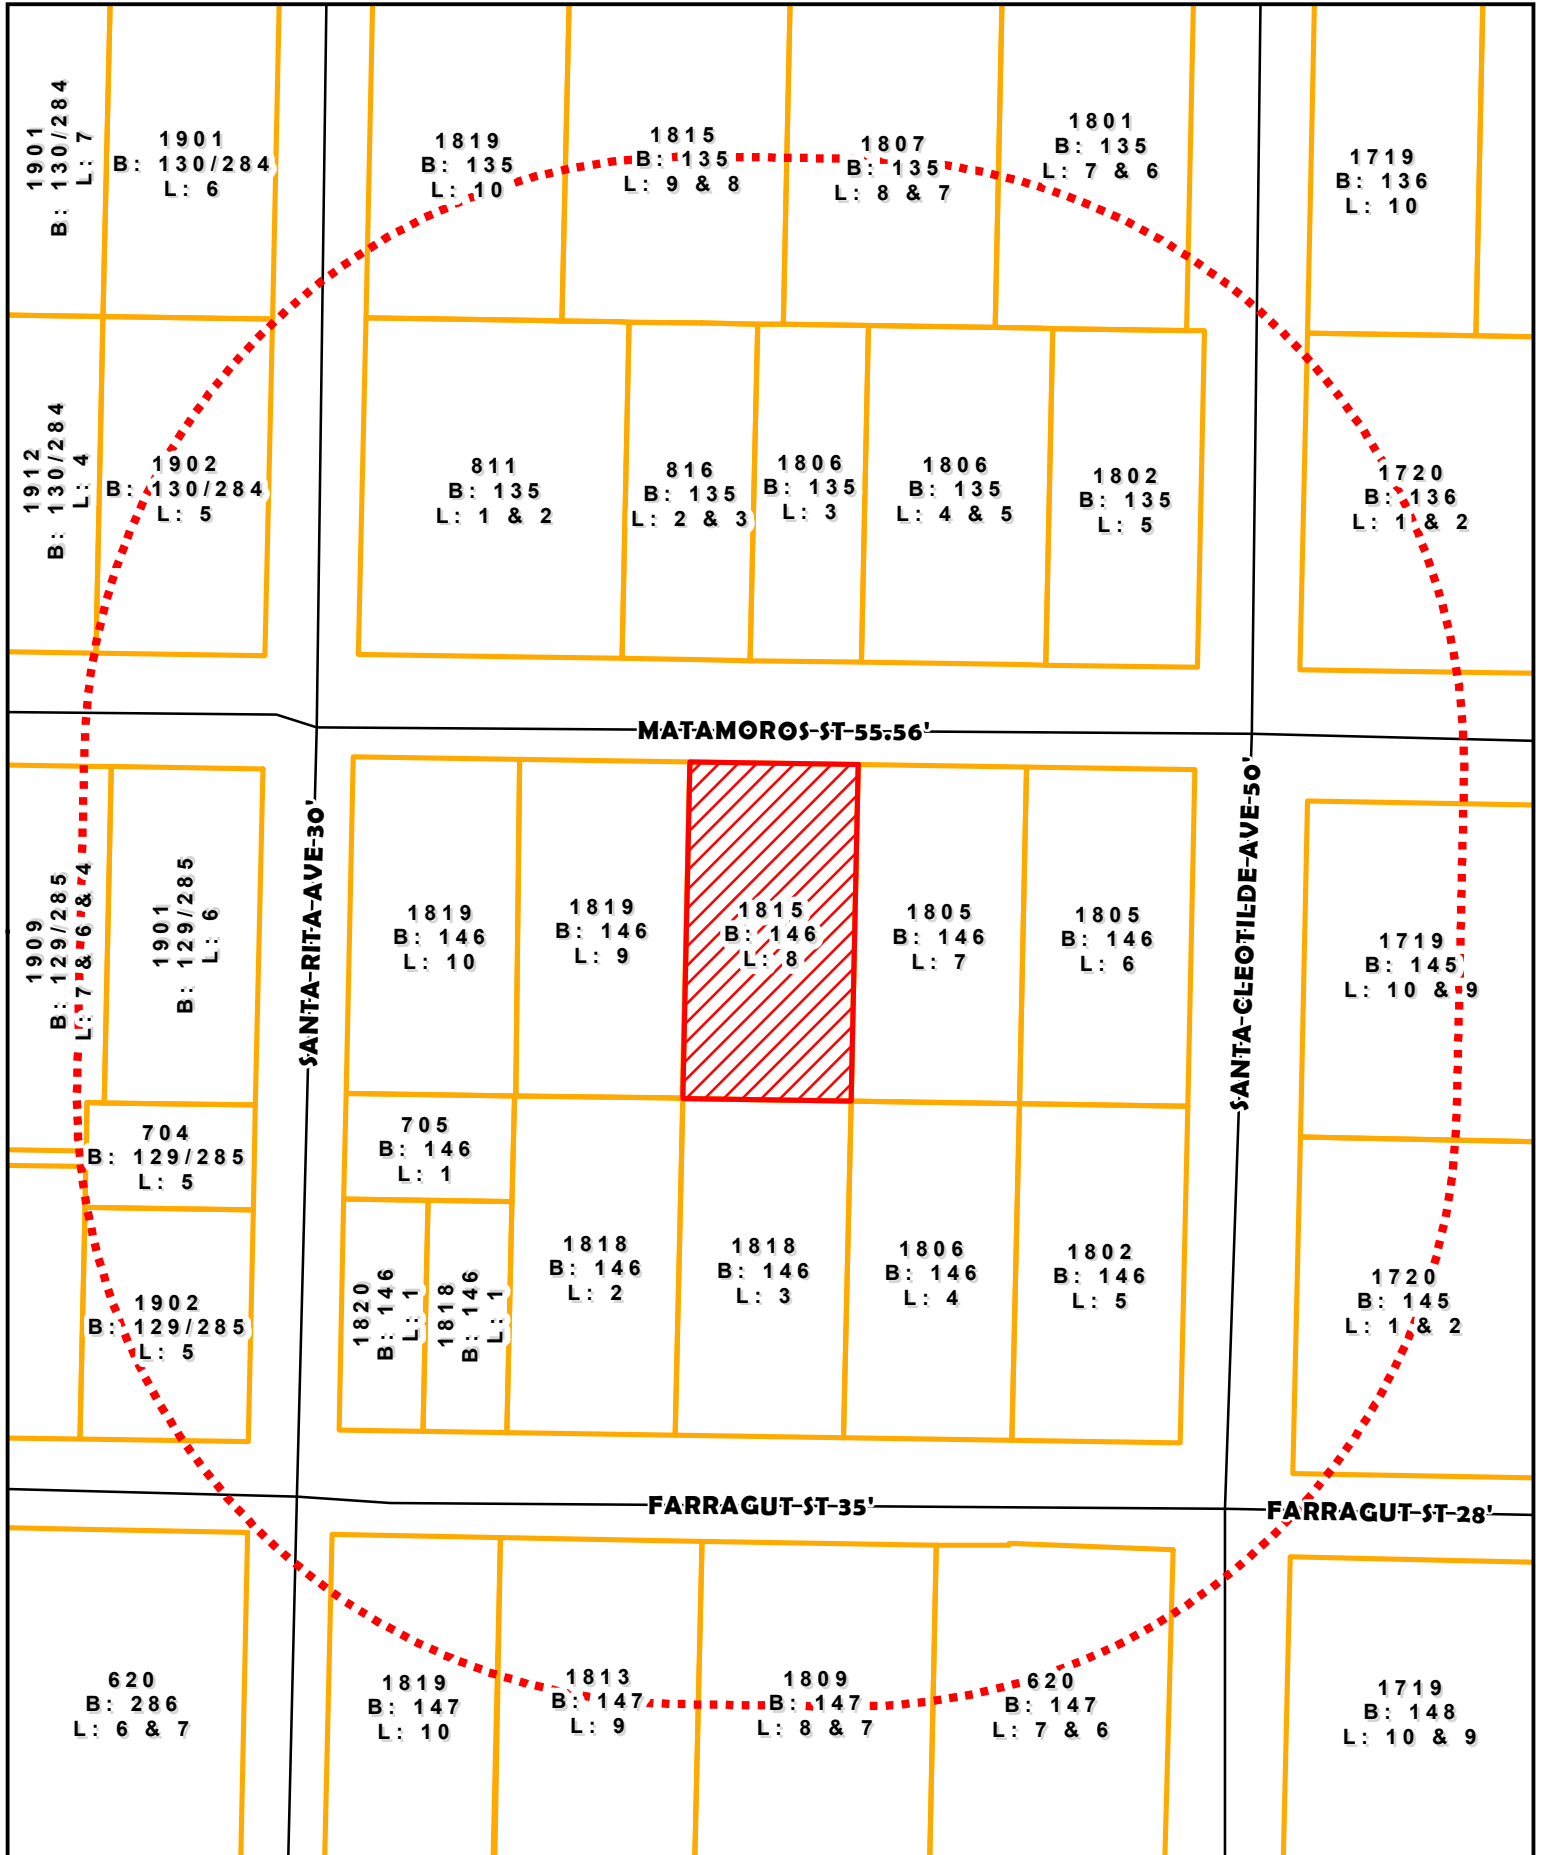 1901
B: 130/284
L: 7
1901
B: 130/284
L: 6
1819
B: 135
L: 10
1815
B: 135
L: 9 & 8
1807
B: 135
L: 8 & 7
1801
B: 135
L: 7 & 6
1719
B: 136
L: 10
1912
B: 130/284
L: 4
1902
B: 130/284
L: 5
811
B: 135
L: 1 & 2
816
B: 135
L: 2 & 3
1806
B: 135
L: 3
1806
B: 135
L: 4 & 5
1802
B: 135
L: 5
1720
B: 136
L: 1 & 2
MATAMOROS ST 55.56'
SANTA RITA AVE 30'
SANTA CLEOTILDE AVE 50'
1909
B: 129/285
L: 7 & 6 & 4
1901
B: 129/285
L: 6
1819
B: 146
L: 10
1819
B: 146
L: 9
1815
B: 146
L: 8
1805
B: 146
L: 7
1805
B: 146
L: 6
1719
B: 145
L: 10 & 9
704
B: 129/285
L: 5
705
B: 146
L: 1
1902
B: 129/285
L: 5
1820
B: 146
L: 1
1818
B: 146
L: 1
1818
B: 146
L: 2
1818
B: 146
L: 3
1806
B: 146
L: 4
1802
B: 146
L: 5
1720
B: 145
L: 1 & 2
FARRAGUT ST 35'
FARRAGUT ST 28'
620
B: 286
L: 6 & 7
1819
B: 147
L: 10
1813
B: 147
L: 9
1809
B: 147
L: 8 & 7
620
B: 147
L: 7 & 6
1719
B: 148
L: 10 & 9